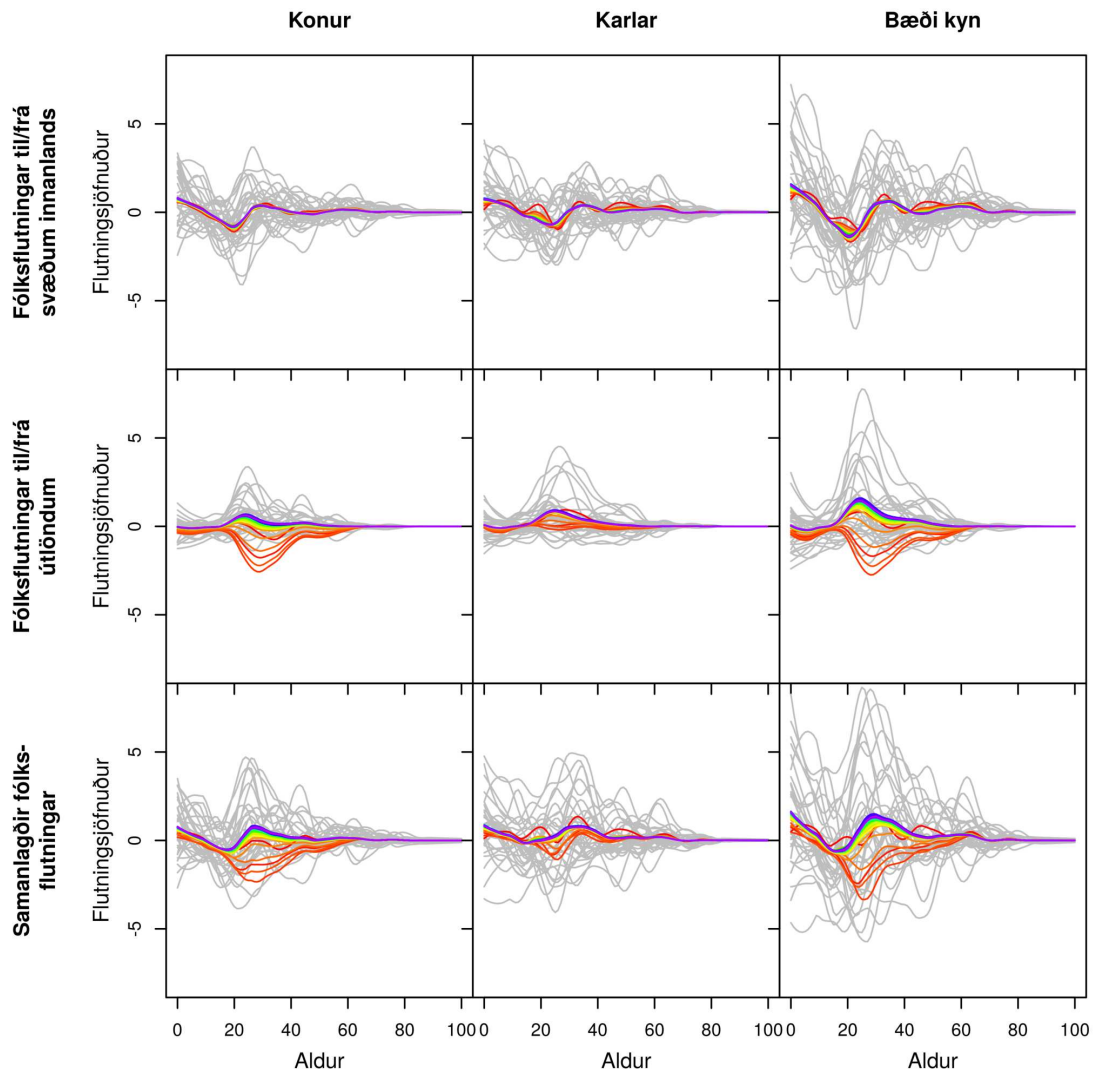 Konur
Karlar
Bæði kyn
Fólksflutningar til/frá
svæðum innanlands
Flutningsjöfnuður
5
0
-5
Fólksflutningar til/frá
útlöndum
Flutningsjöfnuður
5
0
-5
Samanlagðir fólks-
flutningar
Flutningsjöfnuður
5
0
-5
0 20 40 60 80 100
0 20 40 60 80 100
0 20 40 60 80 100
Aldur
Aldur
Aldur